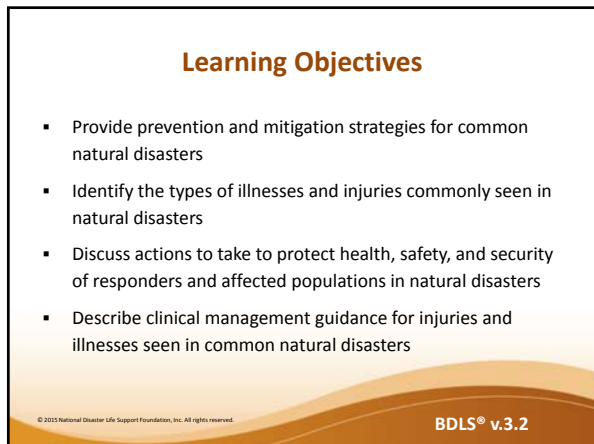 Learning Objectives
▪ Provide prevention and mitigation strategies for common
natural disasters
▪ Identify the types of illnesses and injuries commonly seen in
natural disasters
▪ Discuss actions to take to protect health, safety, and security
of responders and affected populations in natural disasters
▪ Describe clinical management guidance for injuries and
illnesses seen in common natural disasters
© 2015 National Disaster Life Support Foundation, Inc. All rights reserved.
BDLS® v.3.2